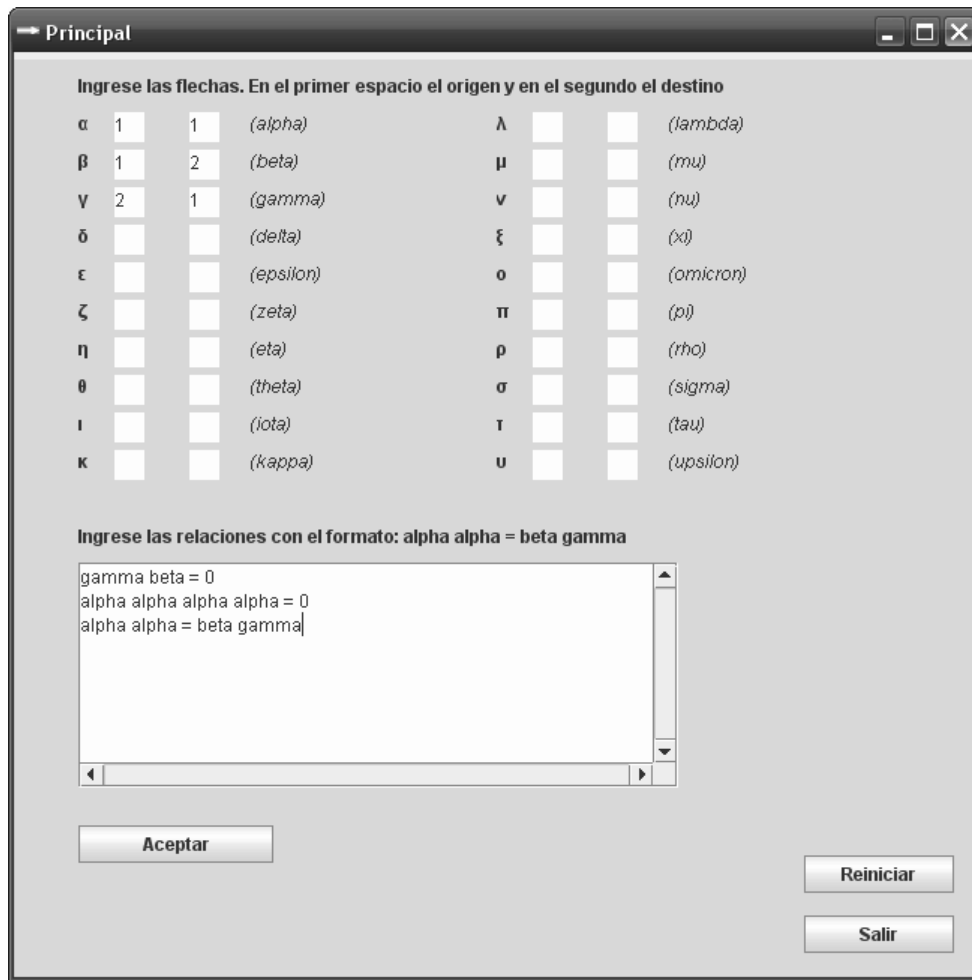 Principal
Ingrese las flechas. En el primer espacio el origen y en el segundo el destino
α 1 1 (alpha) λ (lambda)
β 1 2 (beta) μ (mu)
γ 2 1 (gamma) ν (nu)
δ (delta) ξ (xi)
ε (epsilon) ο (omicron)
ζ (zeta) π (pi)
η (eta) ρ (rho)
θ (theta) σ (sigma)
ι (iota) τ (tau)
κ (kappa) υ (upsilon)
Ingrese las relaciones con el formato: alpha alpha = beta gamma
gamma beta = 0
alpha alpha alpha alpha = 0
alpha alpha = beta gamma
Aceptar
Reiniciar
Salir